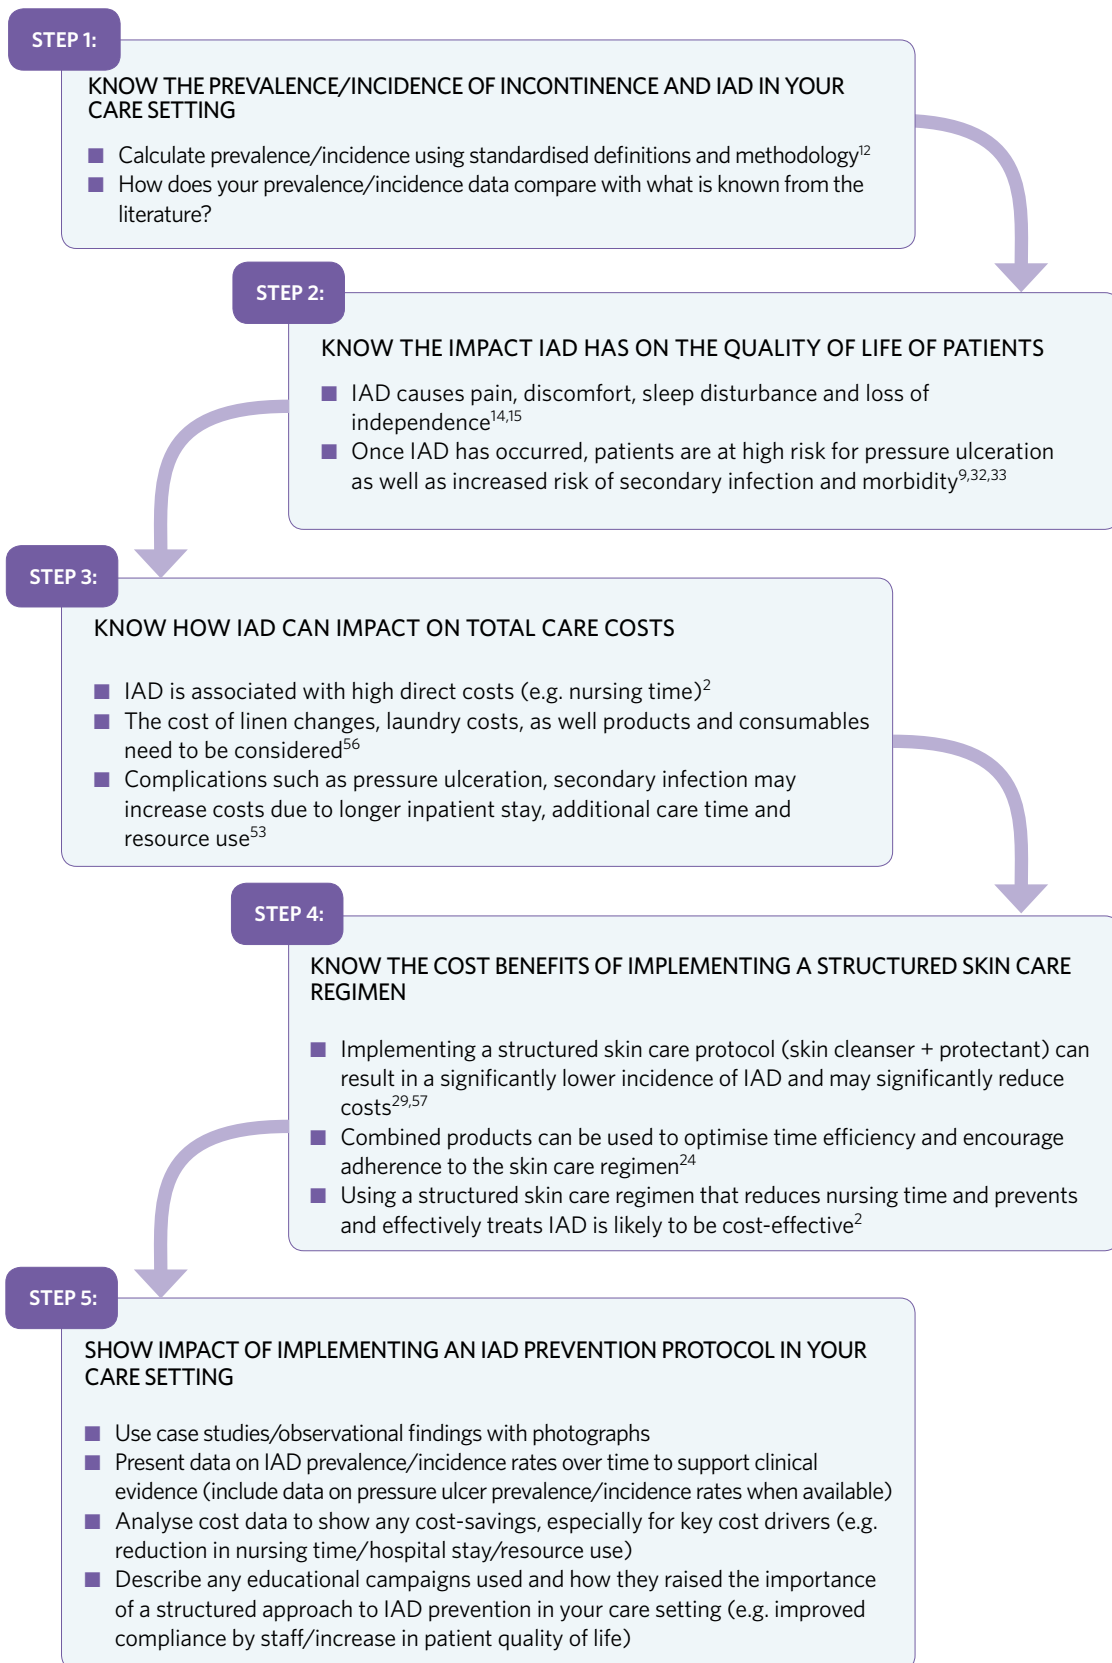 STEP 1:
KNOW THE PREVALENCE/INCIDENCE OF INCONTINENCE AND IAD IN YOUR
CARE SETTING
■ Calculate prevalence/incidence using standardised definitions and methodology12
■ How does your prevalence/incidence data compare with what is known from the
literature?
STEP 2:
KNOW THE IMPACT IAD HAS ON THE QUALITY OF LIFE OF PATIENTS
■ IAD causes pain, discomfort, sleep disturbance and loss of
independence14,15
■ Once IAD has occurred, patients are at high risk for pressure ulceration
as well as increased risk of secondary infection and morbidity9,32,33
STEP 3:
KNOW HOW IAD CAN IMPACT ON TOTAL CARE COSTS
■ IAD is associated with high direct costs (e.g. nursing time)2
■ The cost of linen changes, laundry costs, as well products and consumables
need to be considered56
■ Complications such as pressure ulceration, secondary infection may
increase costs due to longer inpatient stay, additional care time and
resource use53
STEP 4:
KNOW THE COST BENEFITS OF IMPLEMENTING A STRUCTURED SKIN CARE
REGIMEN
■ Implementing a structured skin care protocol (skin cleanser + protectant) can
result in a significantly lower incidence of IAD and may significantly reduce
costs29,57
■ Combined products can be used to optimise time efficiency and encourage
adherence to the skin care regimen24
■ Using a structured skin care regimen that reduces nursing time and prevents
and effectively treats IAD is likely to be cost-effective2
STEP 5:
SHOW IMPACT OF IMPLEMENTING AN IAD PREVENTION PROTOCOL IN YOUR
CARE SETTING
■ Use case studies/observational findings with photographs
■ Present data on IAD prevalence/incidence rates over time to support clinical
evidence (include data on pressure ulcer prevalence/incidence rates when available)
■ Analyse cost data to show any cost-savings, especially for key cost drivers (e.g.
reduction in nursing time/hospital stay/resource use)
■ Describe any educational campaigns used and how they raised the importance
of a structured approach to IAD prevention in your care setting (e.g. improved
compliance by staff/increase in patient quality of life)